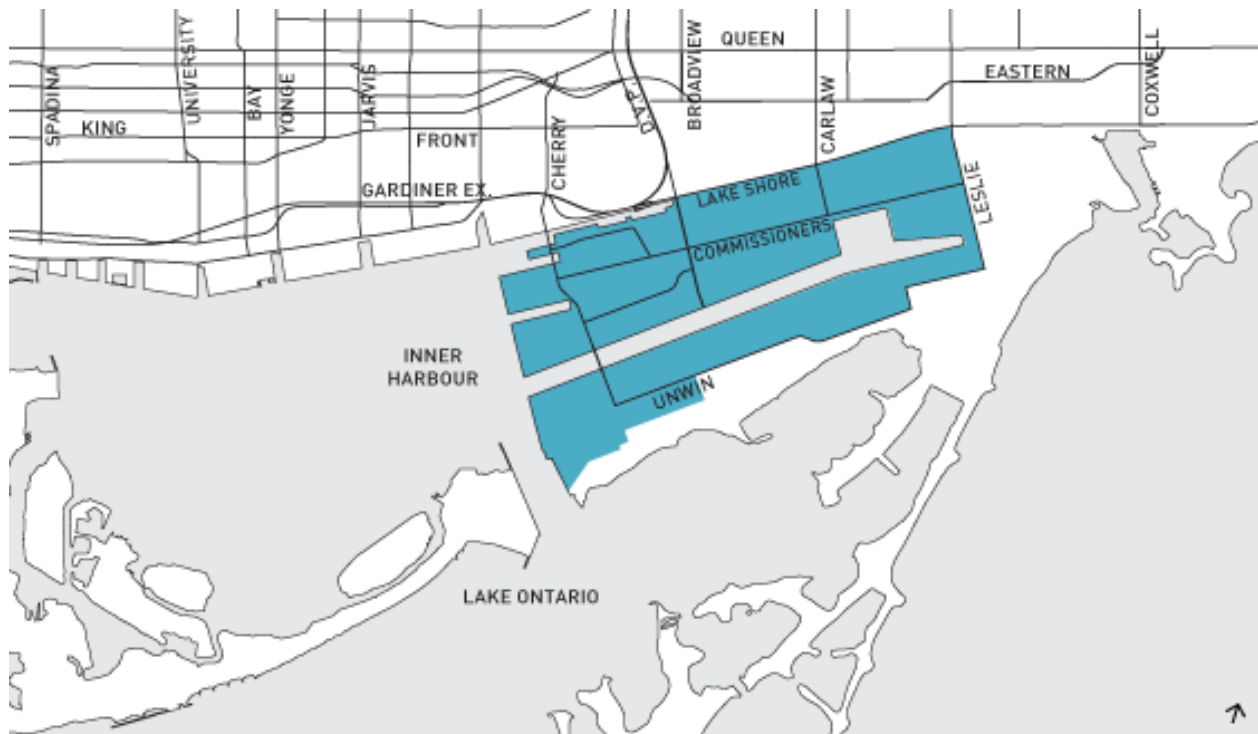 QUEEN
EASTERN
SPADINA
UNIVERSITY
BAY
YONGE
JARVIS
D.V.P.
BROADVIEW
CARLAW
COXWELL
KING
FRONT
CHERRY
GARDINER EX.
LAKE SHORE
LESLIE
COMMISSIONERS
INNER
HARBOUR
UNWIN
LAKE ONTARIO